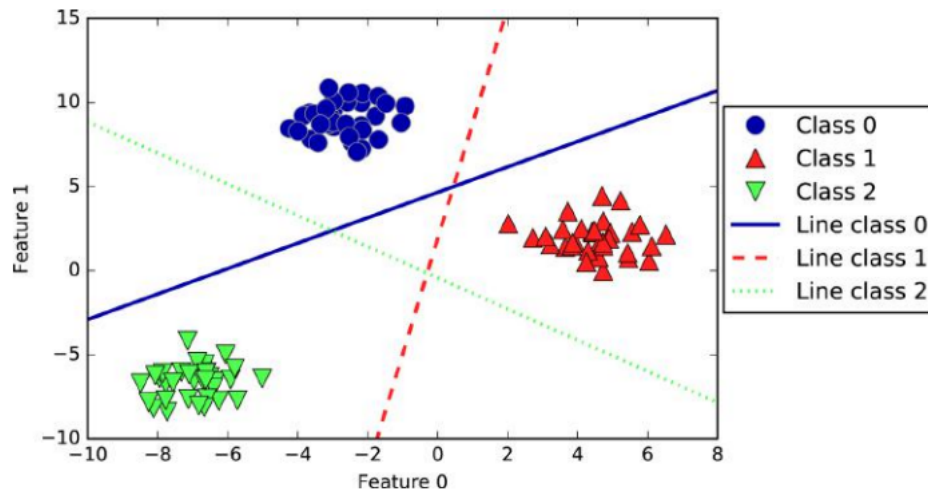 15
10
5
0
−5
−10
Feature 1
−10
−8
−6
−4
−2
0
2
4
6
8
Feature 0
Class 0
Class 1
Class 2
Line class 0
Line class 1
Line class 2